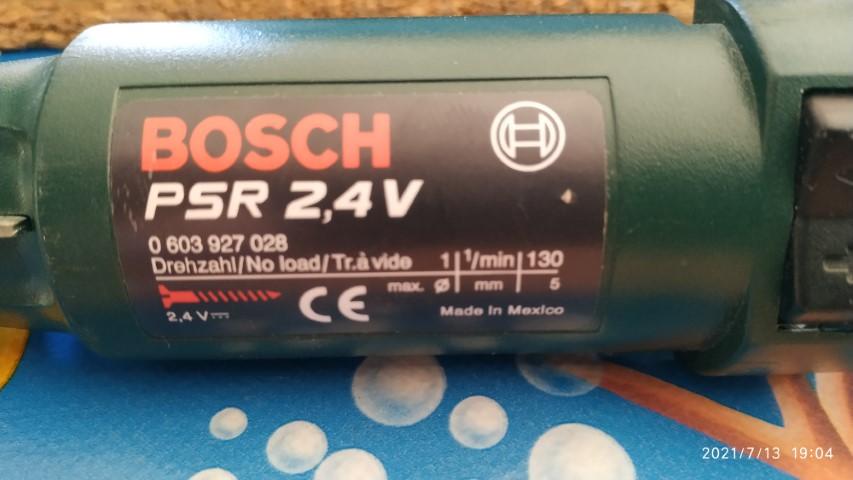 BOSCH
PSR 2,4 V
0 603 927 028
Drehzahl/No load/Tr.à vide 1 1/min 130
max. Ø mm 5
2,4 V⎓ CE Made in Mexico
2021/7/13 19:04